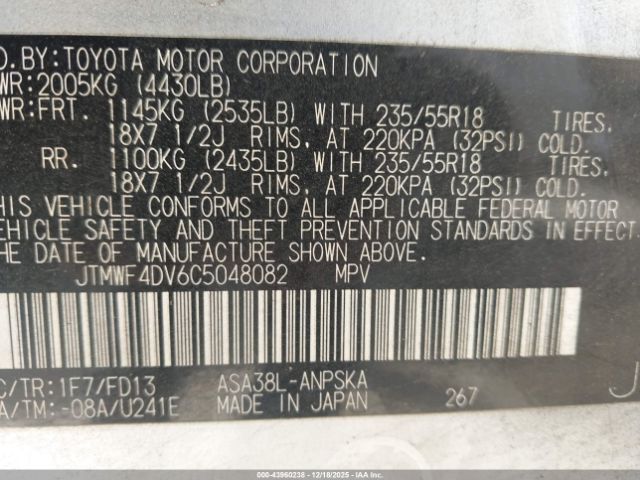 D.BY:TOYOTA MOTOR CORPORATION
WR:2005KG (4430LB)
WR:FRT. 1145KG (2535LB) WITH 235/55R18 TIRES,
18X7 1/2J RIMS, AT 220KPA (32PSI) COLD.
RR. 1100KG (2435LB) WITH 235/55R18 TIRES,
18X7 1/2J RIMS, AT 220KPA (32PSI) COLD.
HIS VEHICLE CONFORMS TO ALL APPLICABLE FEDERAL MOTOR
VEHICLE SAFETY AND THEFT PREVENTION STANDARDS IN EFFECT
THE DATE OF MANUFACTURE SHOWN ABOVE.
JTMWF4DV6C5048082 MPV
C/TR:1F7/FD13 ASA38L-ANPSKA
A/TM:-08A/U241E MADE IN JAPAN 267
J
000-43960238 - 12/18/2025 - IAA Inc.